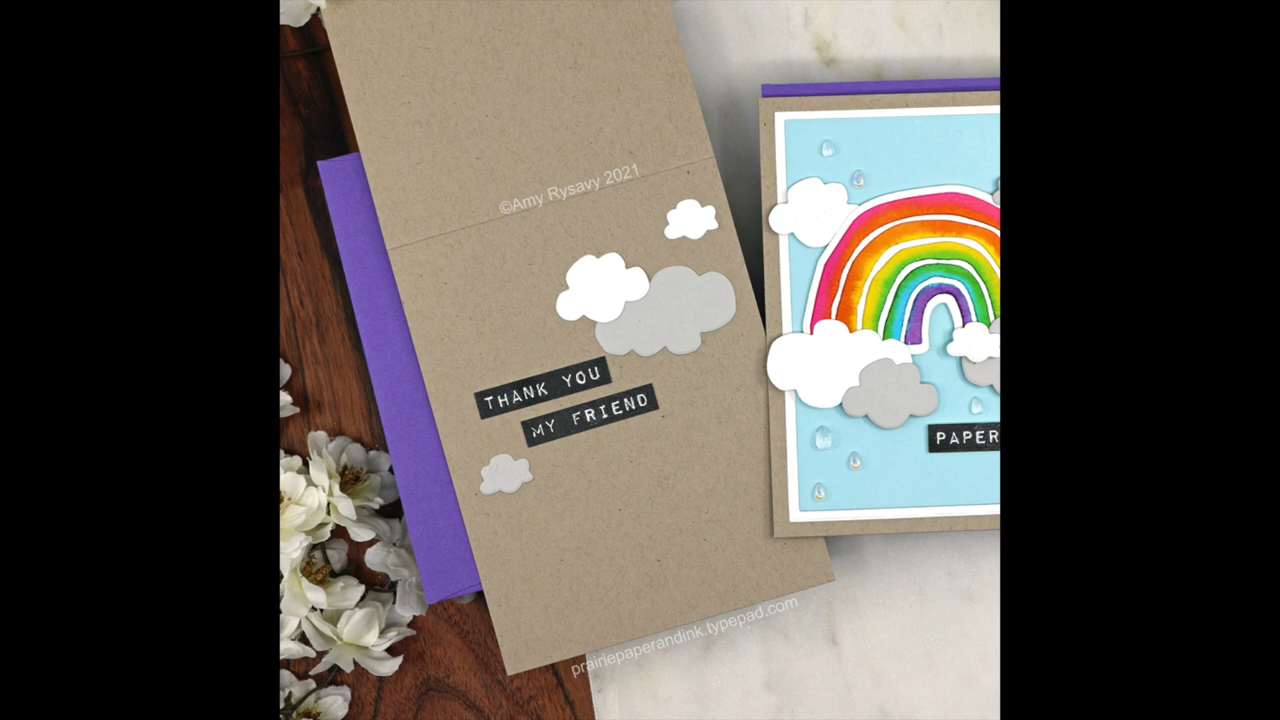 ©Amy Rysavy 2021
THANK YOU
MY FRIEND
PAPER
prairiepaperandink.typepad.com